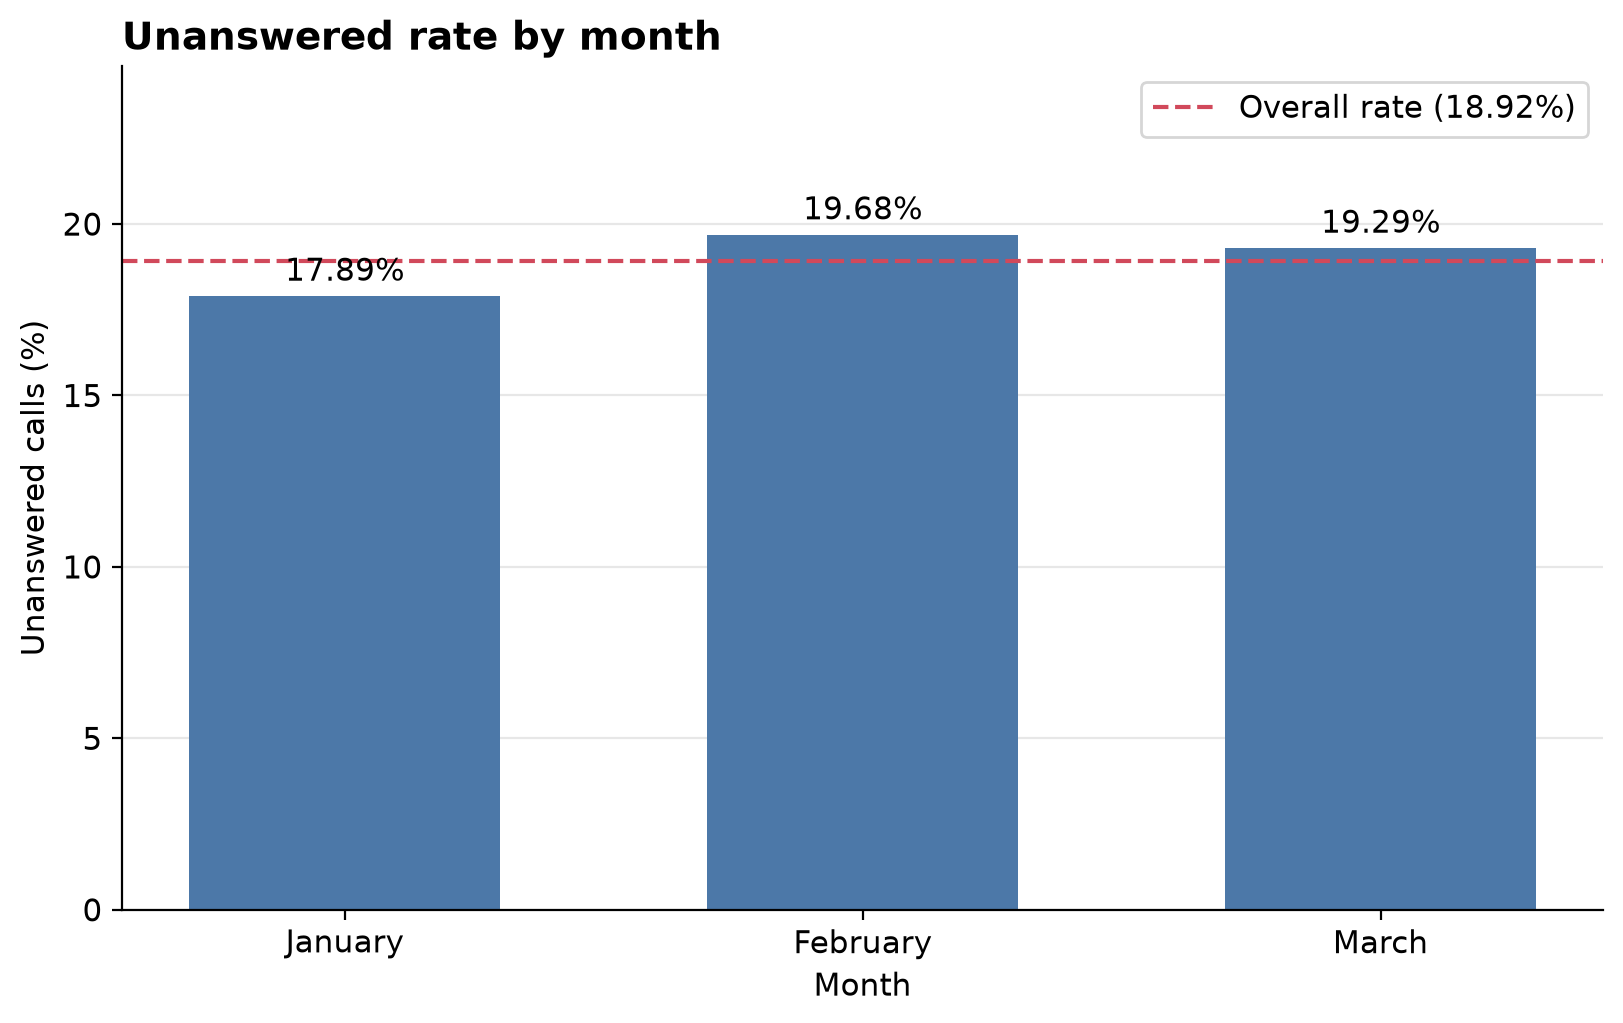 Unanswered rate by month
Overall rate (18.92%)
19.68%
19.29%
17.89%
20
15
10
5
0
Unanswered calls (%)
January
February
March
Month